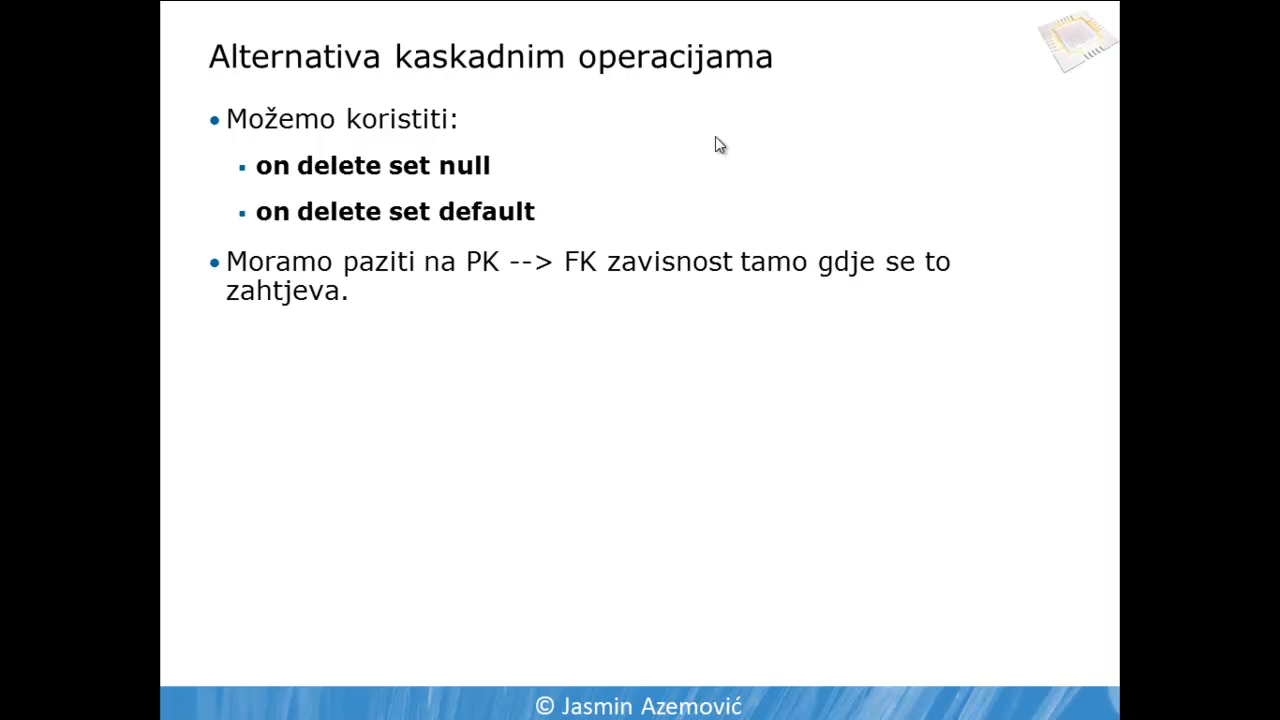 Alternativa kaskadnim operacijama
• Možemo koristiti:
▪ on delete set null
▪ on delete set default
• Moramo paziti na PK --> FK zavisnost tamo gdje se to
zahtjeva.
© Jasmin Azemović